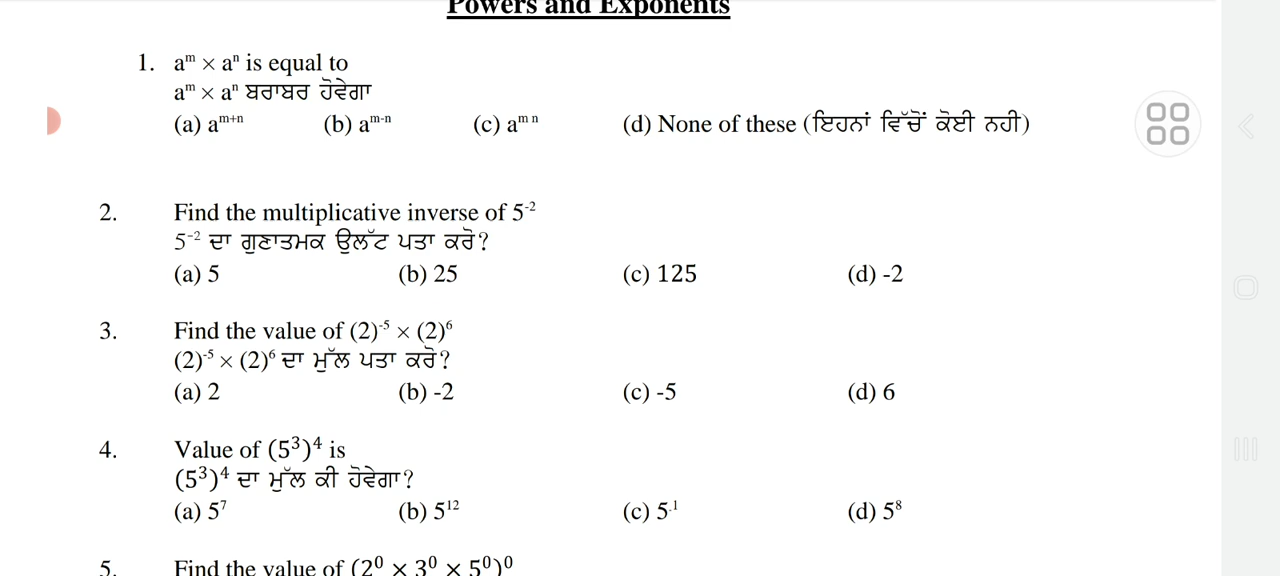 Powers and Exponents
1. aᵐ × aⁿ is equal to
aᵐ × aⁿ ਬਰਾਬਰ ਹੋਵੇਗਾ
(a) aᵐ⁺ⁿ (b) aᵐ⁻ⁿ (c) aᵐ ⁿ (d) None of these (ਇਹਨਾਂ ਵਿੱਚੋਂ ਕੋਈ ਨਹੀ)
2. Find the multiplicative inverse of 5⁻²
5⁻² ਦਾ ਗੁਣਾਤਮਕ ਉਲੱਟ ਪਤਾ ਕਰੋ?
(a) 5 (b) 25 (c) 125 (d) -2
3. Find the value of (2)⁻⁵ × (2)⁶
(2)⁻⁵ × (2)⁶ ਦਾ ਮੁੱਲ ਪਤਾ ਕਰੋ?
(a) 2 (b) -2 (c) -5 (d) 6
4. Value of (5³)⁴ is
(5³)⁴ ਦਾ ਮੁੱਲ ਕੀ ਹੋਵੇਗਾ?
(a) 5⁷ (b) 5¹² (c) 5⁻¹ (d) 5⁸
5. Find the value of (2⁰ × 3⁰ × 5⁰)⁰